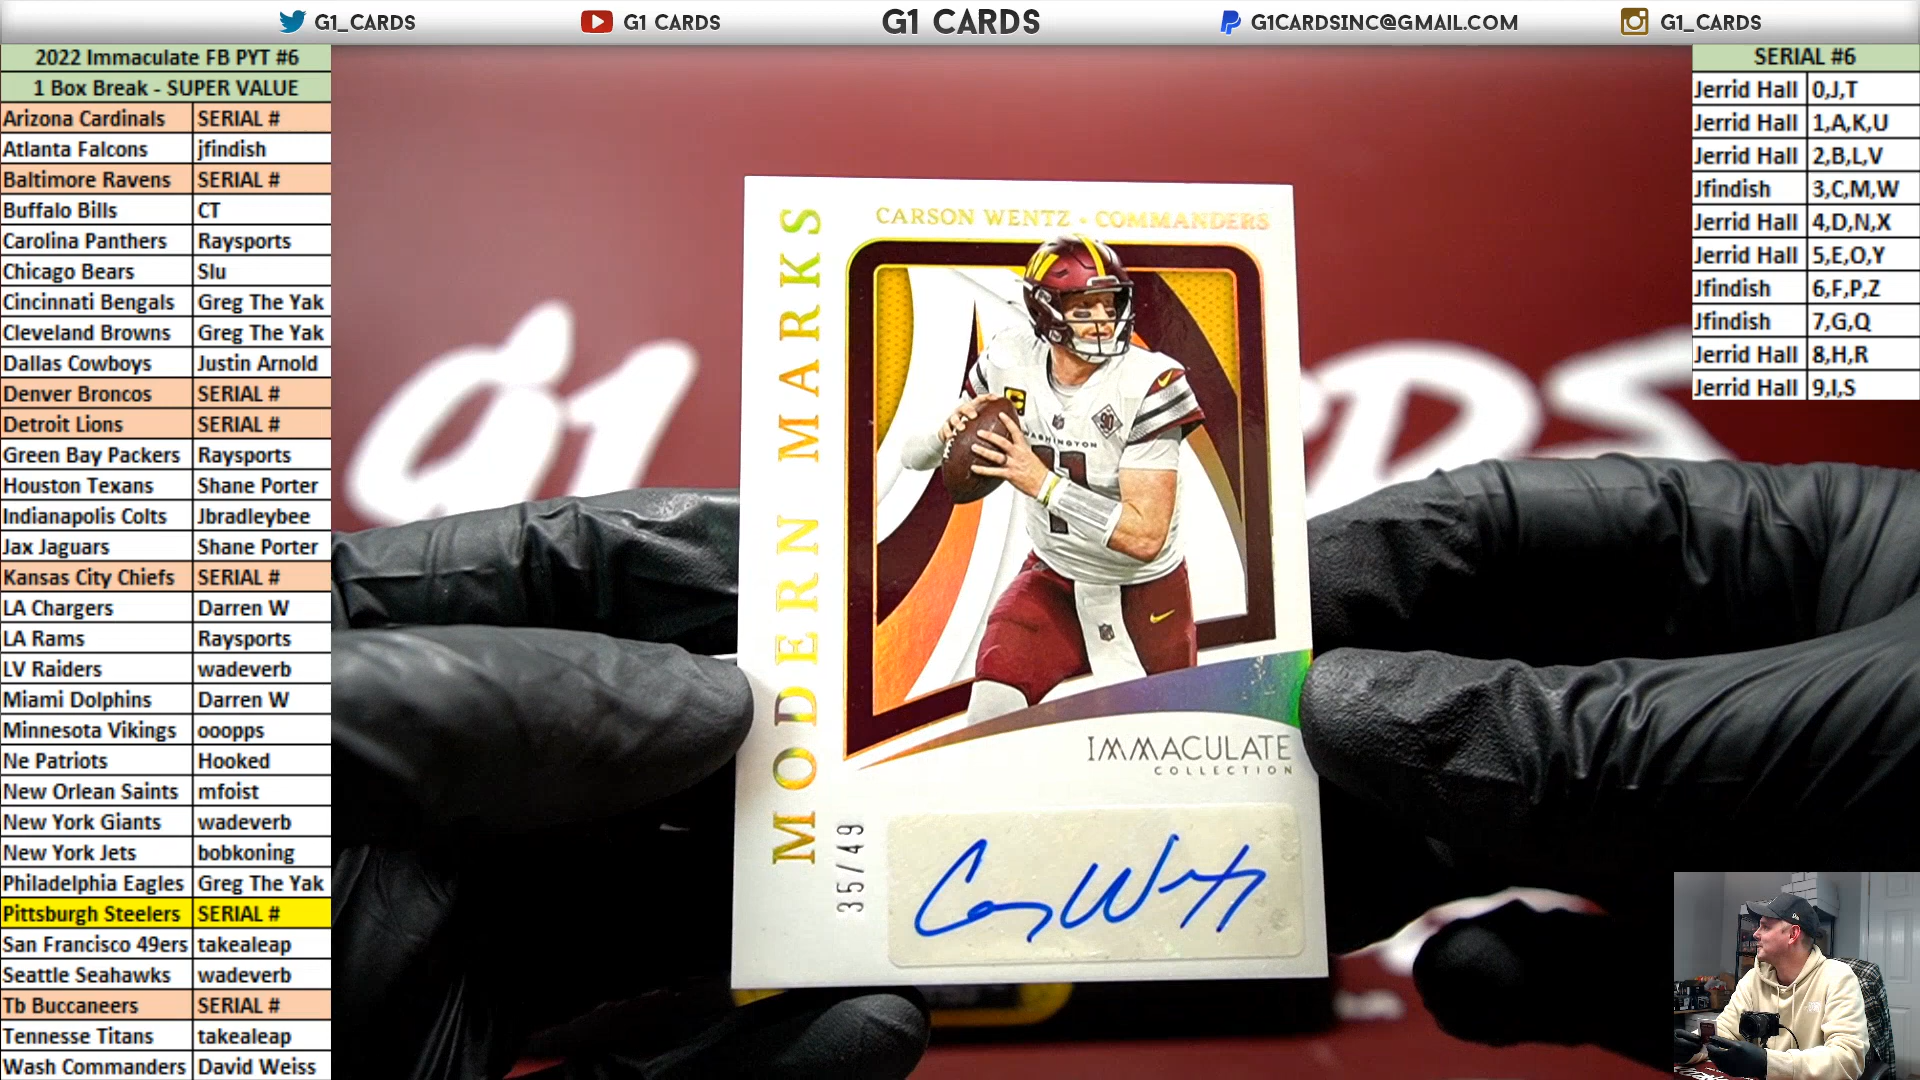 G1_CARDS
G1 CARDS
G1 CARDS
G1CARDSINC@GMAIL.COM
G1_CARDS
2022 Immaculate FB PYT #6
1 Box Break - SUPER VALUE
Arizona Cardinals SERIAL #
Atlanta Falcons jfindish
Baltimore Ravens SERIAL #
Buffalo Bills CT
Carolina Panthers Raysports
Chicago Bears Slu
Cincinnati Bengals Greg The Yak
Cleveland Browns Greg The Yak
Dallas Cowboys Justin Arnold
Denver Broncos SERIAL #
Detroit Lions SERIAL #
Green Bay Packers Raysports
Houston Texans Shane Porter
Indianapolis Colts Jbradleybee
Jax Jaguars Shane Porter
Kansas City Chiefs SERIAL #
LA Chargers Darren W
LA Rams Raysports
LV Raiders wadeverb
Miami Dolphins Darren W
Minnesota Vikings ooopps
Ne Patriots Hooked
New Orlean Saints mfoist
New York Giants wadeverb
New York Jets bobkoning
Philadelphia Eagles Greg The Yak
Pittsburgh Steelers SERIAL #
San Francisco 49ers takealeap
Seattle Seahawks wadeverb
Tb Buccaneers SERIAL #
Tennesse Titans takealeap
Wash Commanders David Weiss
CARSON WENTZ - COMMANDERS
MODERN MARKS
WASHINGTON
11
IMMACULATE
COLLECTION
35/49
Carson Wentz
SERIAL #6
Jerrid Hall 0,J,T
Jerrid Hall 1,A,K,U
Jerrid Hall 2,B,L,V
Jfindish 3,C,M,W
Jerrid Hall 4,D,N,X
Jerrid Hall 5,E,O,Y
Jfindish 6,F,P,Z
Jfindish 7,G,Q
Jerrid Hall 8,H,R
Jerrid Hall 9,I,S